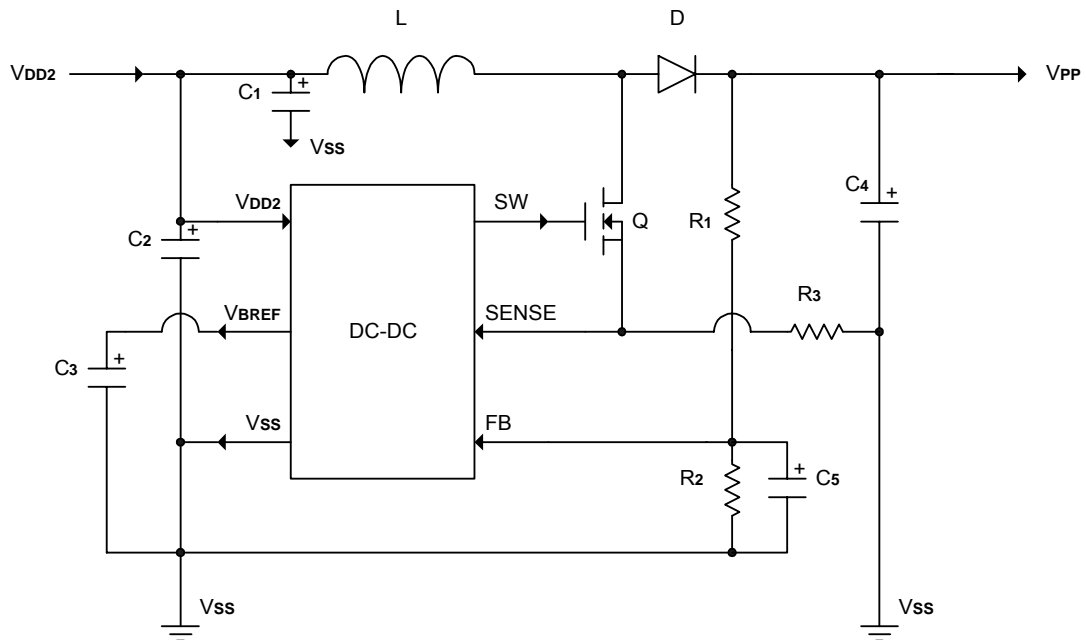 L
D
VDD2
VPP
C1
+
VSS
VDD2
SW
C4
+
C2
+
Q
R1
R3
VBREF
SENSE
DC-DC
C3
+
VSS
FB
R2
+
C5
VSS
VSS